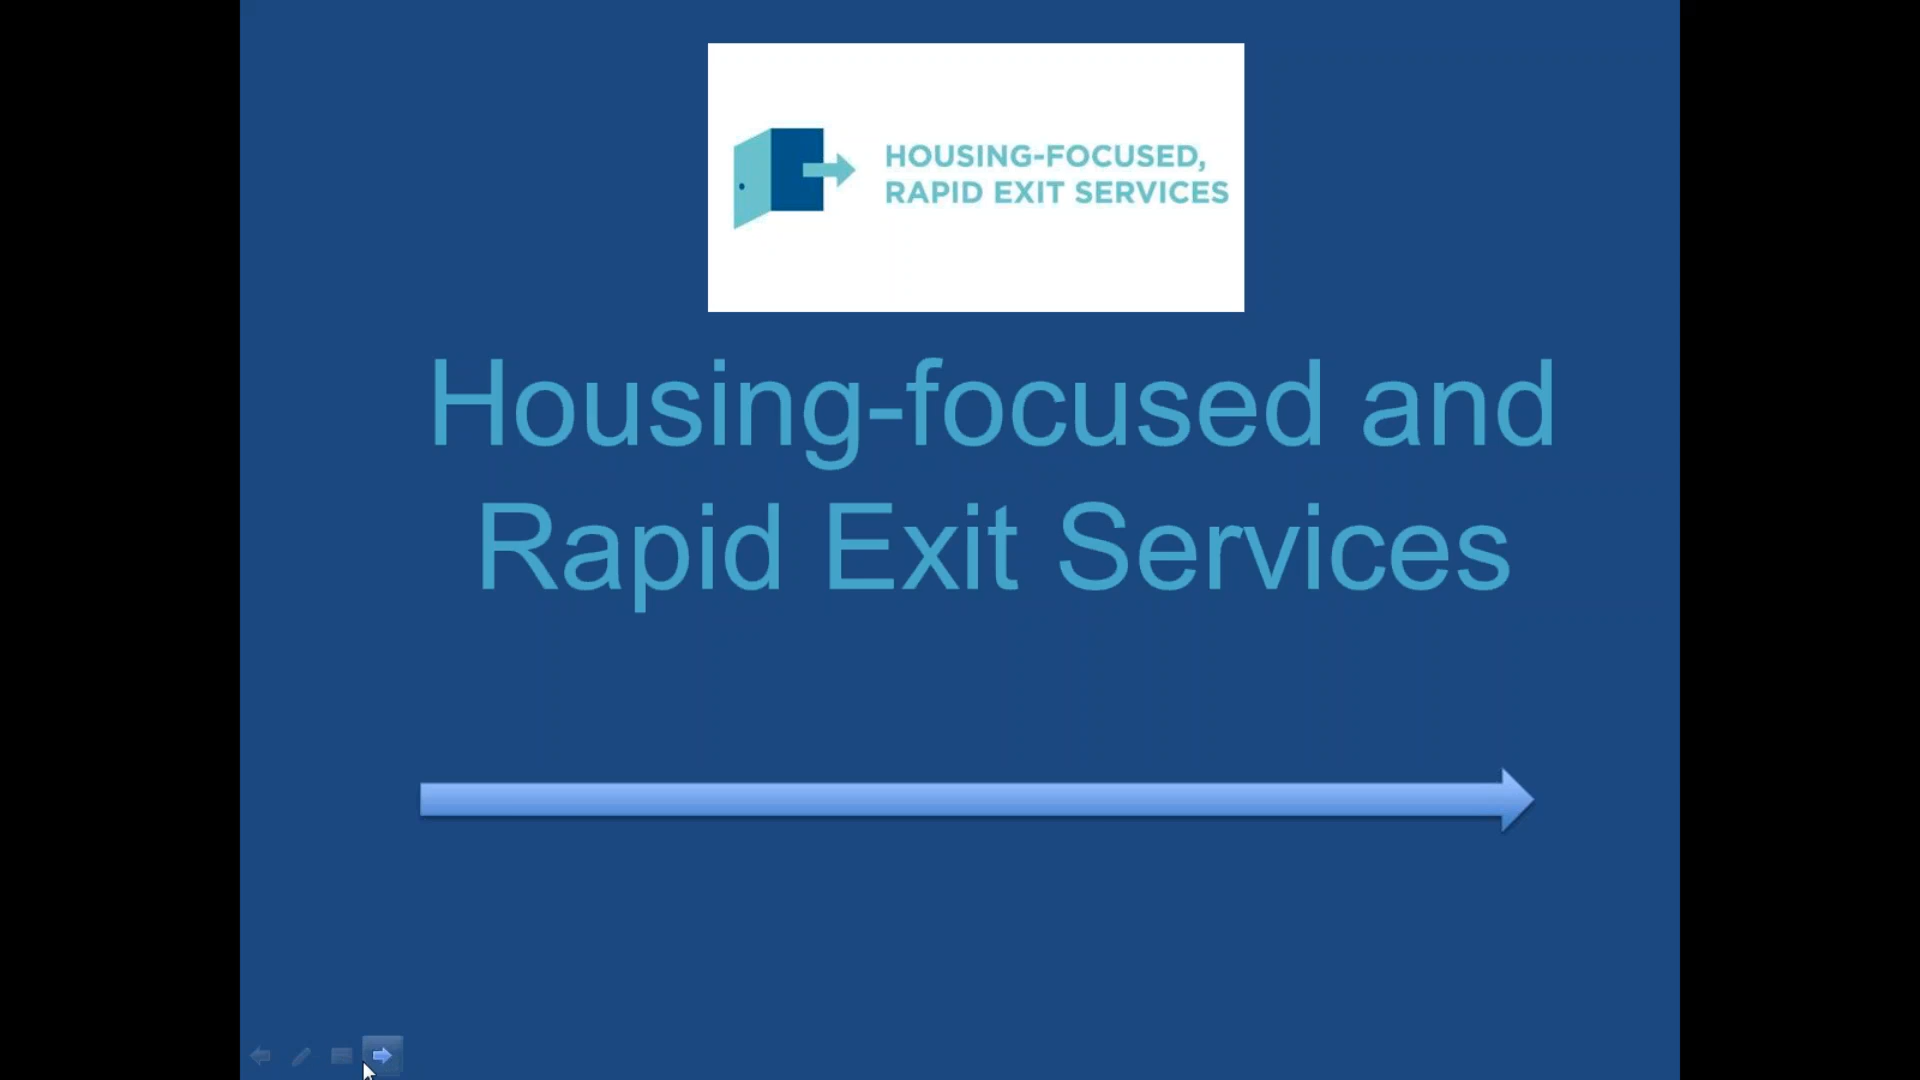 HOUSING-FOCUSED,
RAPID EXIT SERVICES
Housing-focused and
Rapid Exit Services